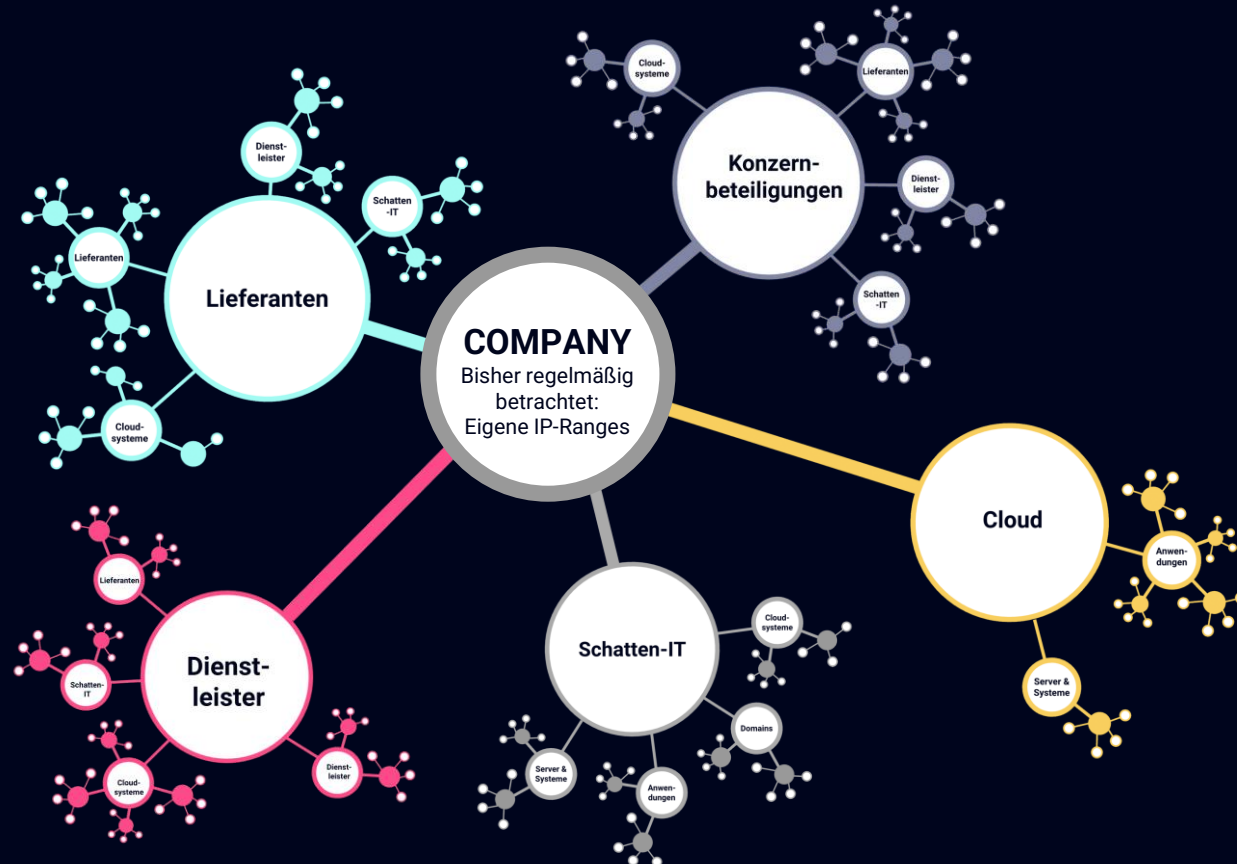 COMPANY
Bisher regelmäßig
betrachtet:
Eigene IP-Ranges
Lieferanten
Dienst-
leister
Schatten
-IT
Lieferanten
Cloud-
systeme
Konzern-
beteiligungen
Cloud-
systeme
Lieferanten
Dienst-
leister
Schatten
-IT
Cloud
Anwen-
dungen
Server &
Systeme
Schatten-IT
Cloud-
systeme
Domains
Anwen-
dungen
Server &
Systeme
Dienst-
leister
Lieferanten
Schatten-
IT
Cloud-
systeme
Dienst-
leister